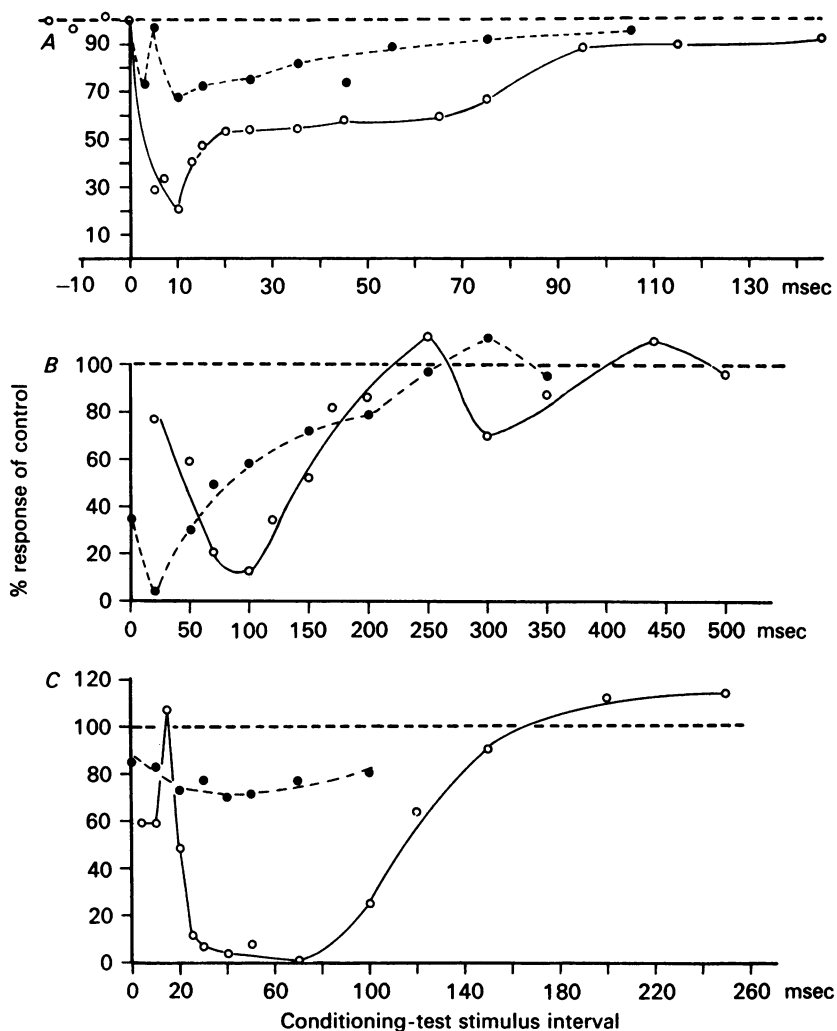 A
90
70
50
30
10
−10 0 10 30 50 70 90 110 130 msec
B
% response of control
100
80
60
40
20
0
0 50 100 150 200 250 300 350 400 450 500 msec
C
120
100
80
60
40
20
0
0 20 60 100 140 180 220 260 msec
Conditioning-test stimulus interval